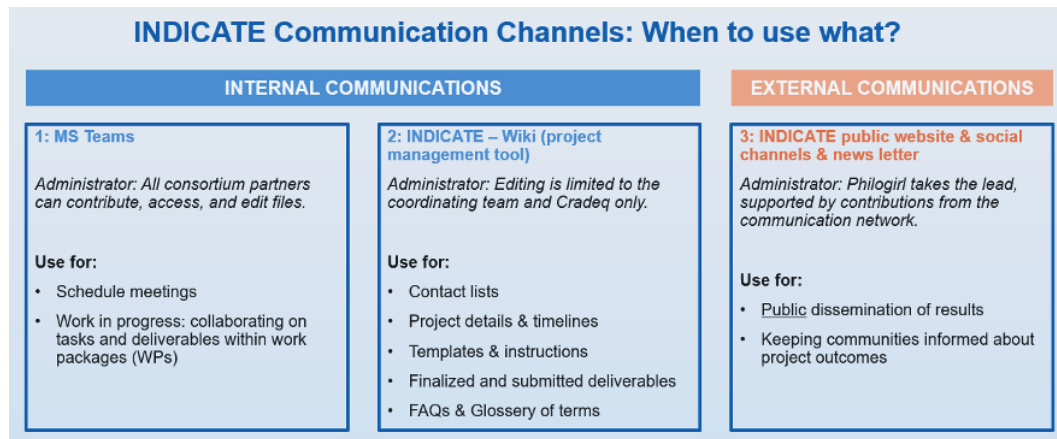 INDICATE Communication Channels: When to use what?
INTERNAL COMMUNICATIONS
EXTERNAL COMMUNICATIONS
1: MS Teams
Administrator: All consortium partners
can contribute, access, and edit files.
Use for:
• Schedule meetings
• Work in progress: collaborating on
tasks and deliverables within work
packages (WPs)
2: INDICATE – Wiki (project
management tool)
Administrator: Editing is limited to the
coordinating team and Cradeq only.
Use for:
• Contact lists
• Project details & timelines
• Templates & instructions
• Finalized and submitted deliverables
• FAQs & Glossery of terms
3: INDICATE public website & social
channels & news letter
Administrator: Philogirl takes the lead,
supported by contributions from the
communication network.
Use for:
• Public dissemination of results
• Keeping communities informed about
project outcomes